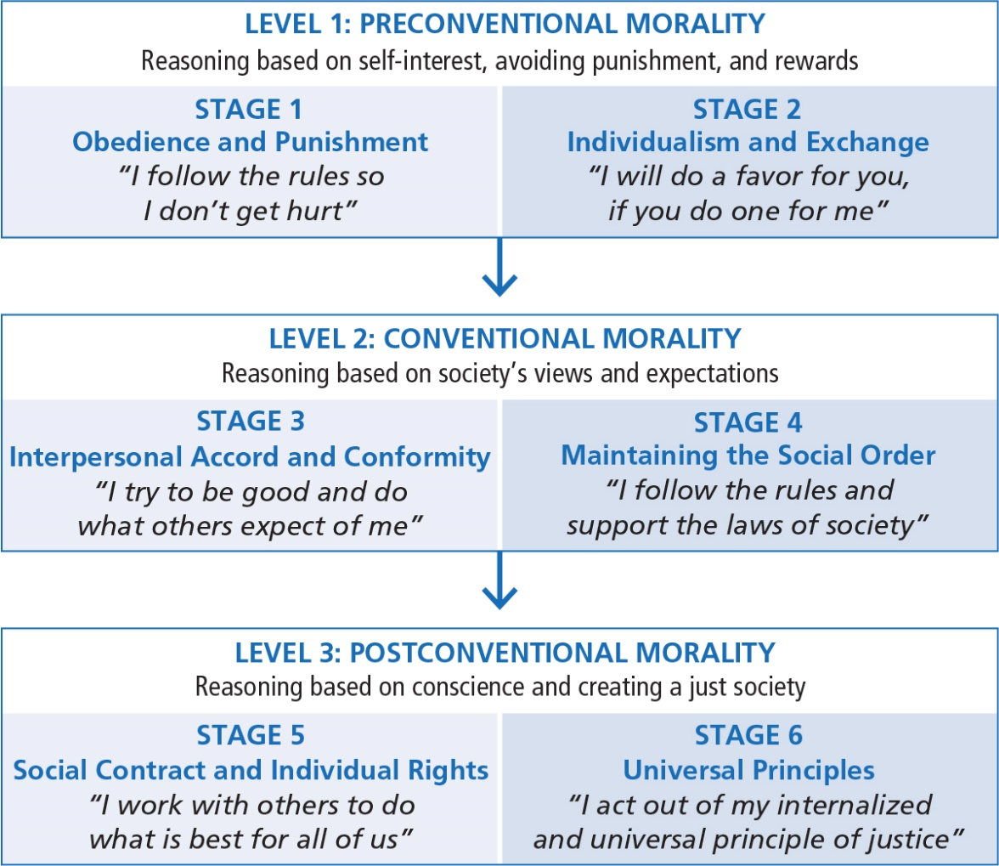 LEVEL 1: PRECONVENTIONAL MORALITY
Reasoning based on self-interest, avoiding punishment, and rewards
STAGE 1
Obedience and Punishment
“I follow the rules so
I don’t get hurt”
STAGE 2
Individualism and Exchange
“I will do a favor for you,
if you do one for me”
LEVEL 2: CONVENTIONAL MORALITY
Reasoning based on society’s views and expectations
STAGE 3
Interpersonal Accord and Conformity
“I try to be good and do
what others expect of me”
STAGE 4
Maintaining the Social Order
“I follow the rules and
support the laws of society”
LEVEL 3: POSTCONVENTIONAL MORALITY
Reasoning based on conscience and creating a just society
STAGE 5
Social Contract and Individual Rights
“I work with others to do
what is best for all of us”
STAGE 6
Universal Principles
“I act out of my internalized
and universal principle of justice”